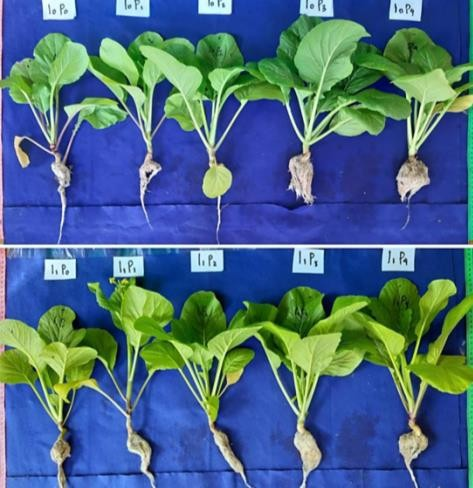 I₀P₀ I₀P₁ I₀P₂ I₀P₃ I₀P₄
I₁P₀ I₁P₁ I₁P₂ I₁P₃ I₁P₄